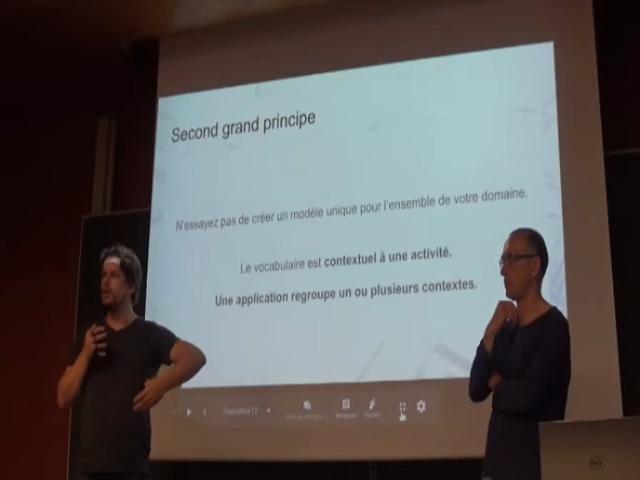 Second grand principe
N'essayez pas de créer un modèle unique pour l'ensemble de votre domaine.
Le vocabulaire est contextuel à une activité.
Une application regroupe un ou plusieurs contextes.
DELL